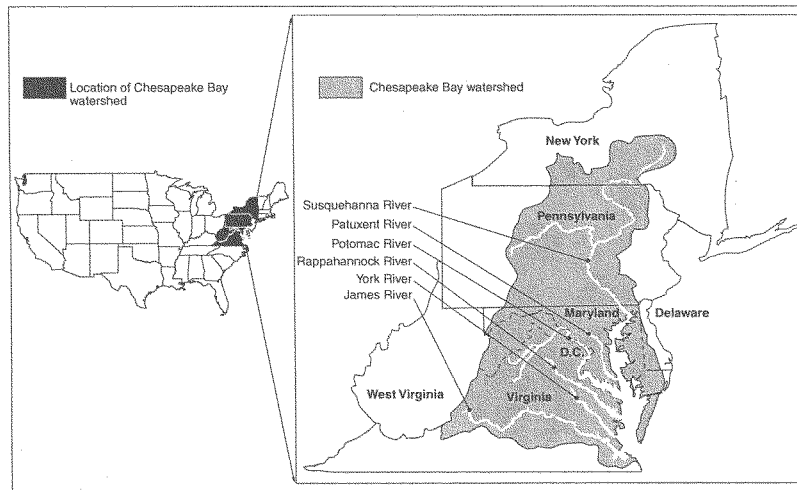 Location of Chesapeake Bay
watershed
Chesapeake Bay watershed
New York
Susquehanna River
Pennsylvania
Patuxent River
Potomac River
Rappahannock River
York River
James River
Maryland
Delaware
D.C.
West Virginia
Virginia